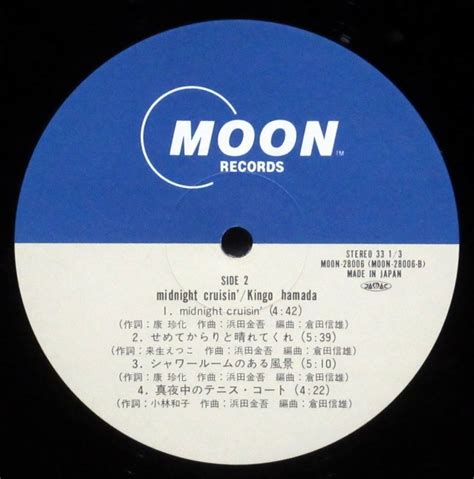 MOON TM
RECORDS
STEREO 33 1/3
MOON-28006 (MOON-28006-B)
MADE IN JAPAN
JASRAC
SIDE 2
midnight cruisin'/Kingo hamada
1. midnight cruisin' (4:42)
(作詞：康 珍化 作曲：浜田金吾 編曲：倉田信雄)
2. せめてからりと晴れてくれ (5:39)
(作詞：来生えつこ 作曲：浜田金吾 編曲：倉田信雄)
3. シャワールームのある風景 (5:10)
(作詞：康 珍化 作曲：浜田金吾 編曲：倉田信雄)
4. 真夜中のテニス・コート (4:22)
(作詞：小林和子 作曲：浜田金吾 編曲：倉田信雄)